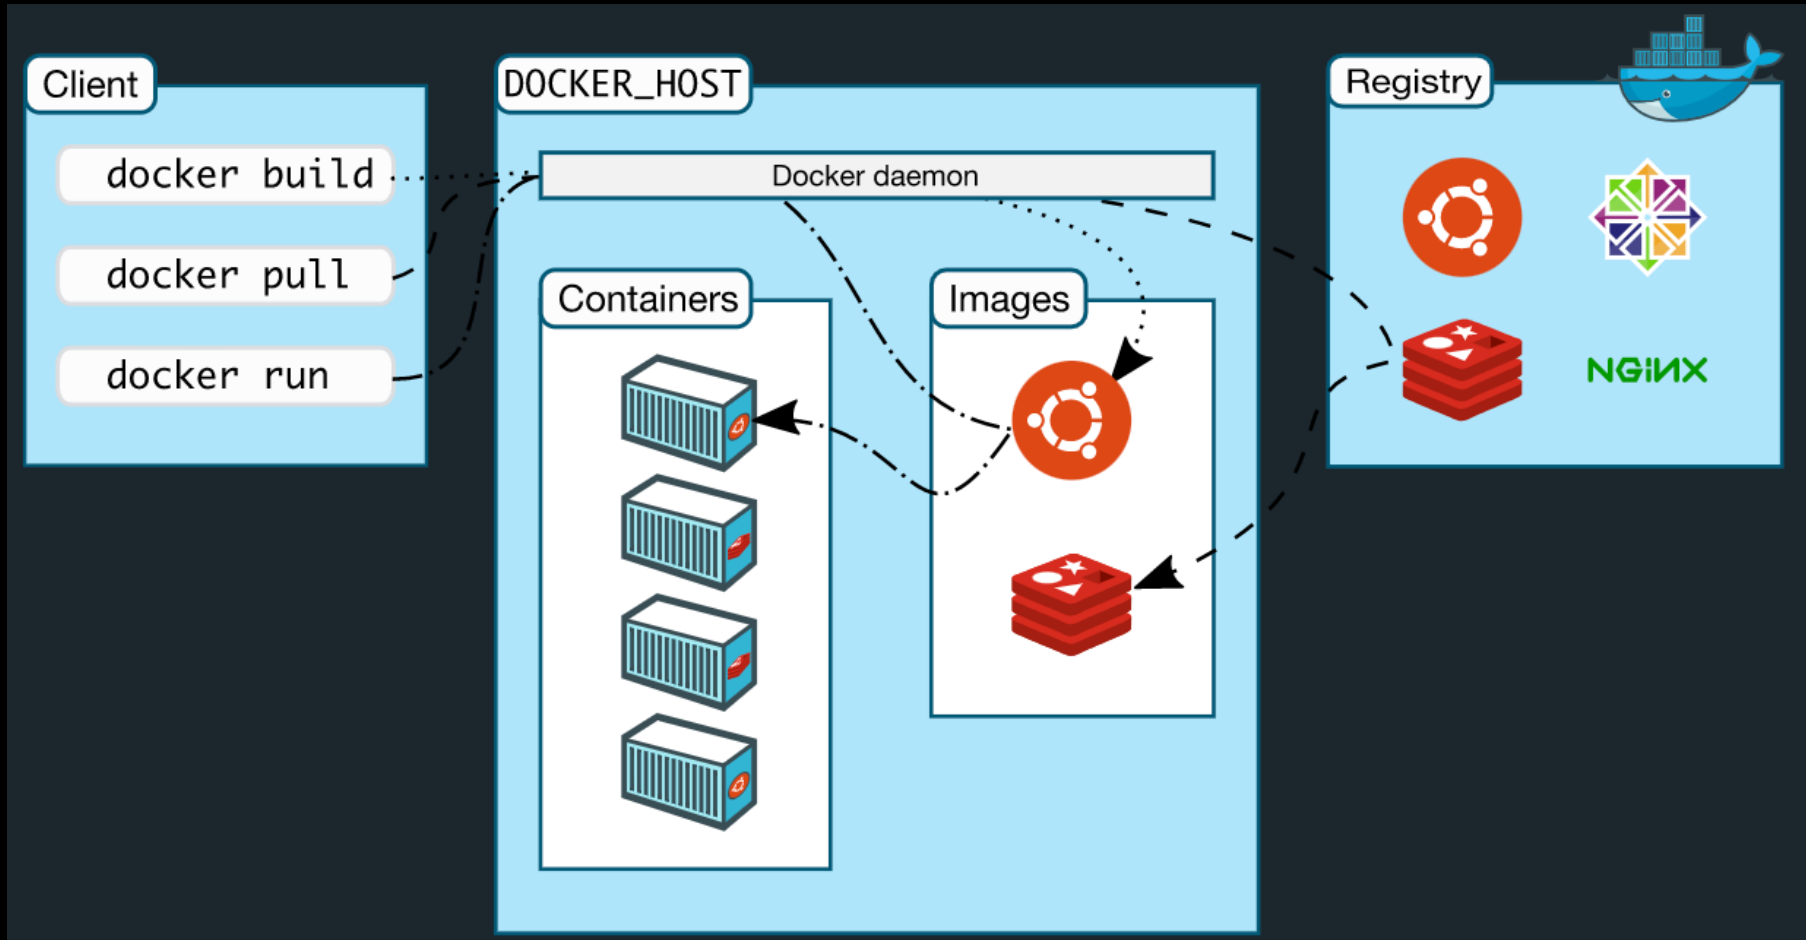 Client
docker build
docker pull
docker run
DOCKER_HOST
Docker daemon
Containers
Images
Registry
NGiNX